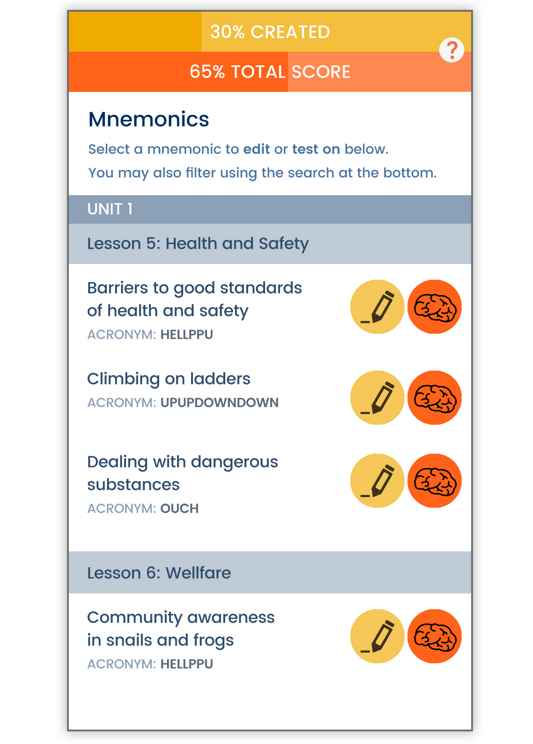 30% CREATED
?
65% TOTAL SCORE
Mnemonics
Select a mnemonic to edit or test on below.
You may also filter using the search at the bottom.
UNIT 1
Lesson 5: Health and Safety
Barriers to good standards
of health and safety
ACRONYM: HELLPPU
Climbing on ladders
ACRONYM: UPUPDOWNDOWN
Dealing with dangerous
substances
ACRONYM: OUCH
Lesson 6: Wellfare
Community awareness
in snails and frogs
ACRONYM: HELLPPU